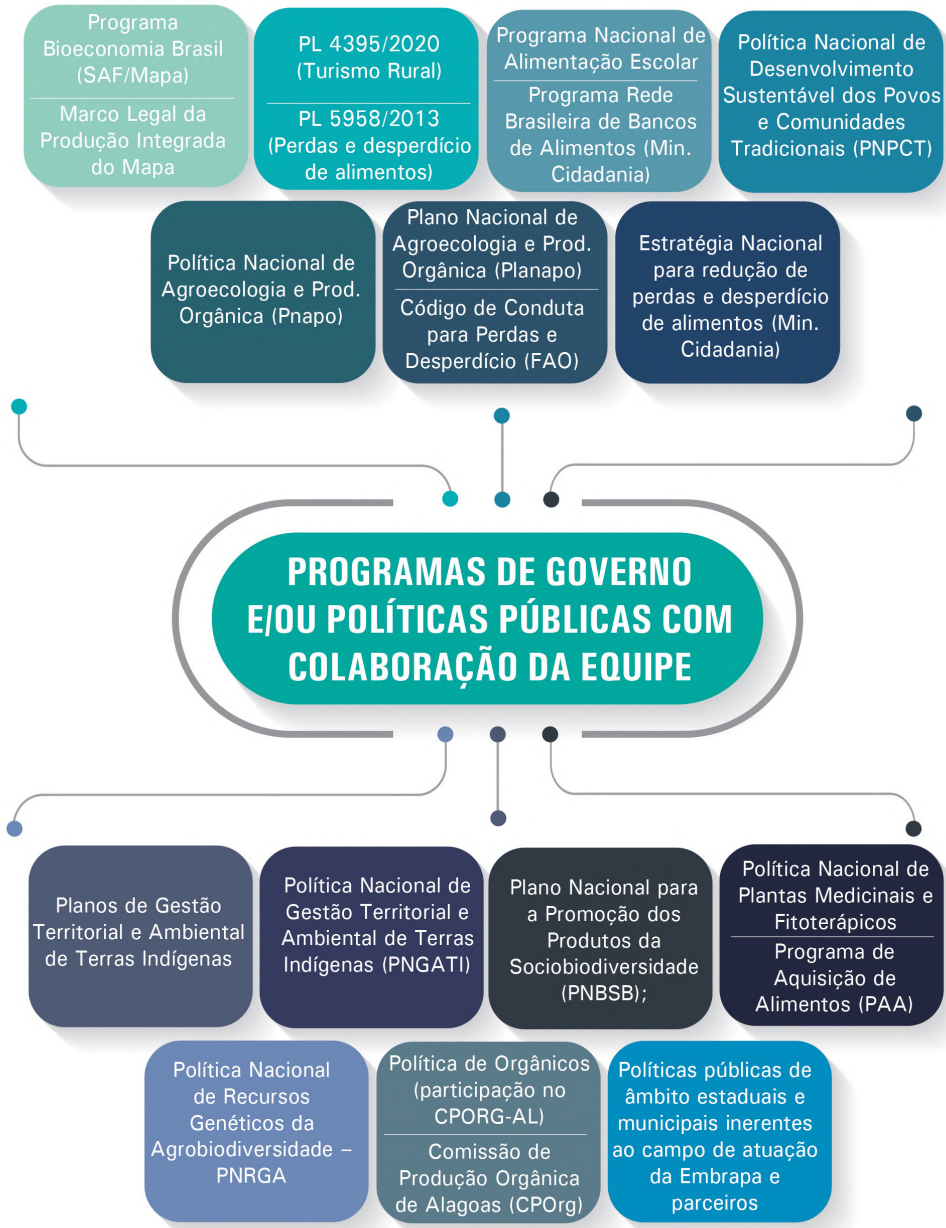 Programa
Bioeconomia Brasil
(SAF/Mapa)
Marco Legal da
Produção Integrada
do Mapa
PL 4395/2020
(Turismo Rural)
PL 5958/2013
(Perdas e desperdício
de alimentos)
Programa Nacional de
Alimentação Escolar
Programa Rede
Brasileira de Bancos
de Alimentos (Min.
Cidadania)
Política Nacional de
Desenvolvimento
Sustentável dos Povos
e Comunidades
Tradicionais (PNPCT)
Política Nacional de
Agroecologia e Prod.
Orgânica (Pnapo)
Plano Nacional de
Agroecologia e Prod.
Orgânica (Planapo)
Código de Conduta
para Perdas e
Desperdício (FAO)
Estratégia Nacional
para redução de
perdas e desperdício
de alimentos (Min.
Cidadania)
PROGRAMAS DE GOVERNO
E/OU POLÍTICAS PÚBLICAS COM
COLABORAÇÃO DA EQUIPE
Planos de Gestão
Territorial e Ambiental
de Terras Indígenas
Política Nacional de
Gestão Territorial e
Ambiental de Terras
Indígenas (PNGATI)
Plano Nacional para
a Promoção dos
Produtos da
Sociobiodiversidade
(PNBSB);
Política Nacional de
Plantas Medicinais e
Fitoterápicos
Programa de
Aquisição de
Alimentos (PAA)
Política Nacional
de Recursos
Genéticos da
Agrobiodiversidade –
PNRGA
Política de Orgânicos
(participação no
CPORG-AL)
Comissão de
Produção Orgânica
de Alagoas (CPOrg)
Políticas públicas de
âmbito estaduais e
municipais inerentes
ao campo de atuação
da Embrapa e
parceiros